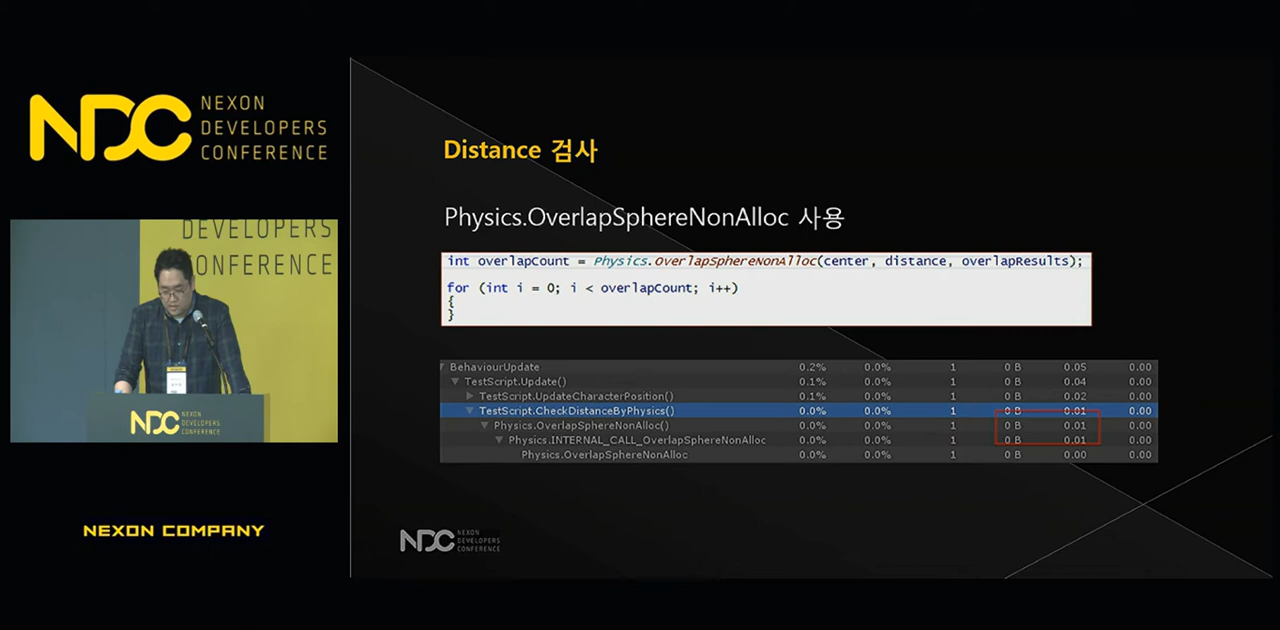 NDC
NEXON
DEVELOPERS
CONFERENCE
DEVELOPERS
CONFERENCE
NDC
NEXON
DEVELOPERS
CONFERENCE
NEXON COMPANY
Distance 검사
Physics.OverlapSphereNonAlloc 사용
int overlapCount = Physics.OverlapSphereNonAlloc(center, distance, overlapResults);
for (int i = 0; i < overlapCount; i++)
{
}
BehaviourUpdate 0.2% 0.0% 1 0 B 0.05 0.00
TestScript.Update() 0.1% 0.0% 1 0 B 0.04 0.00
TestScript.UpdateCharacterPosition() 0.1% 0.0% 1 0 B 0.02 0.00
TestScript.CheckDistanceByPhysics() 0.0% 0.0% 1 0 B 0.01 0.00
Physics.OverlapSphereNonAlloc() 0.0% 0.0% 1 0 B 0.01 0.00
Physics.INTERNAL_CALL_OverlapSphereNonAlloc 0.0% 0.0% 1 0 B 0.01 0.00
Physics.OverlapSphereNonAlloc 0.0% 0.0% 1 0 B 0.00 0.00
NDC
NEXON
DEVELOPERS
CONFERENCE